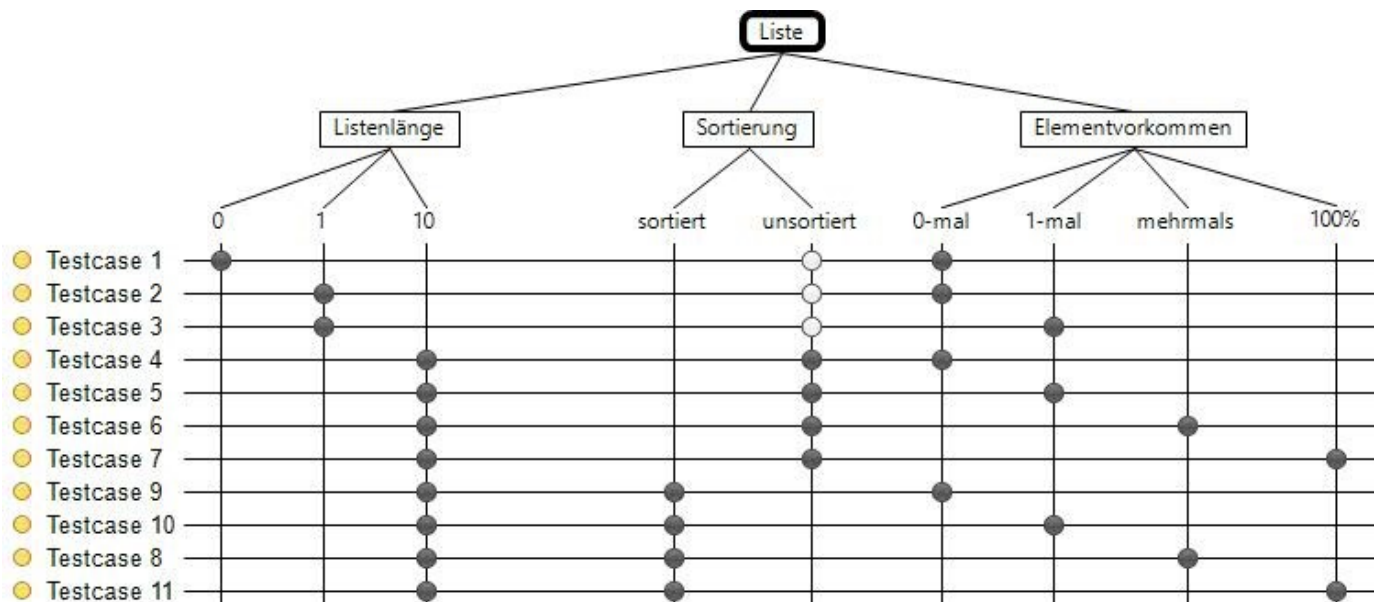 Liste
Listenlänge Sortierung Elementvorkommen
0 1 10 sortiert unsortiert 0-mal 1-mal mehrmals 100%
Testcase 1
Testcase 2
Testcase 3
Testcase 4
Testcase 5
Testcase 6
Testcase 7
Testcase 9
Testcase 10
Testcase 8
Testcase 11